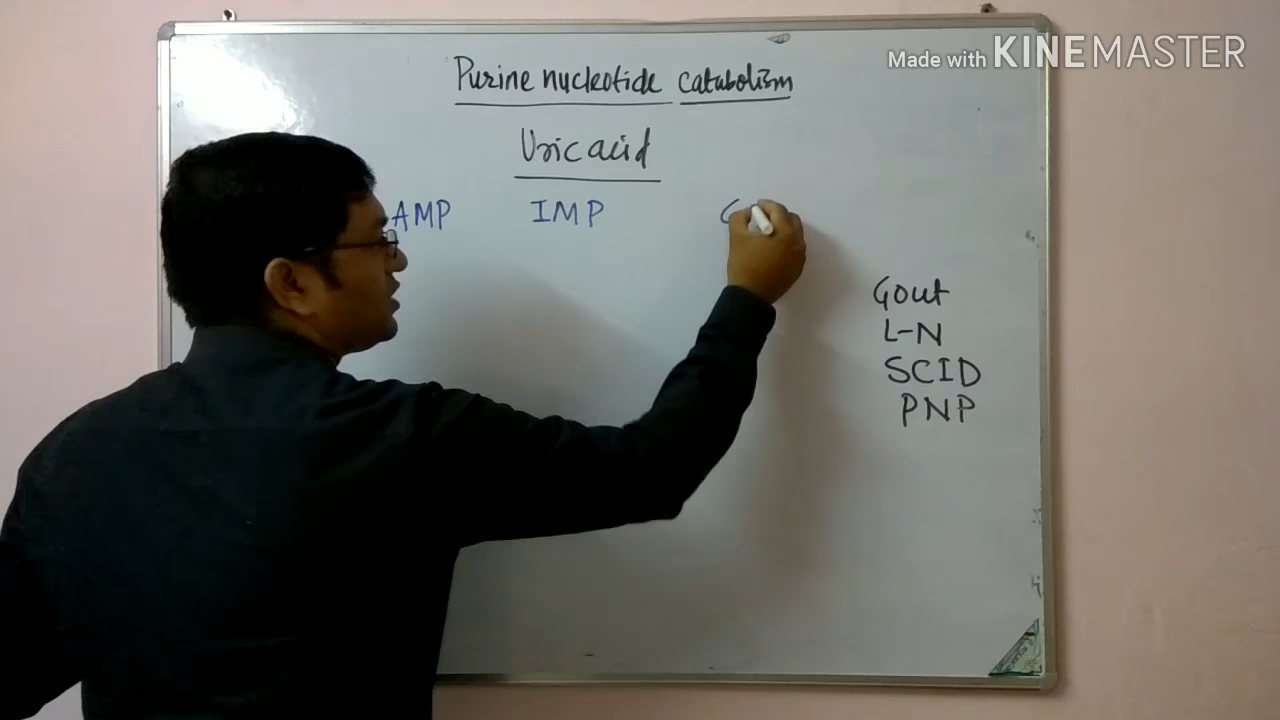 Made with KINEMASTER
Purine nucleotide catabolism
Uric acid
AMP IMP
Gout
L-N
SCID
PNP